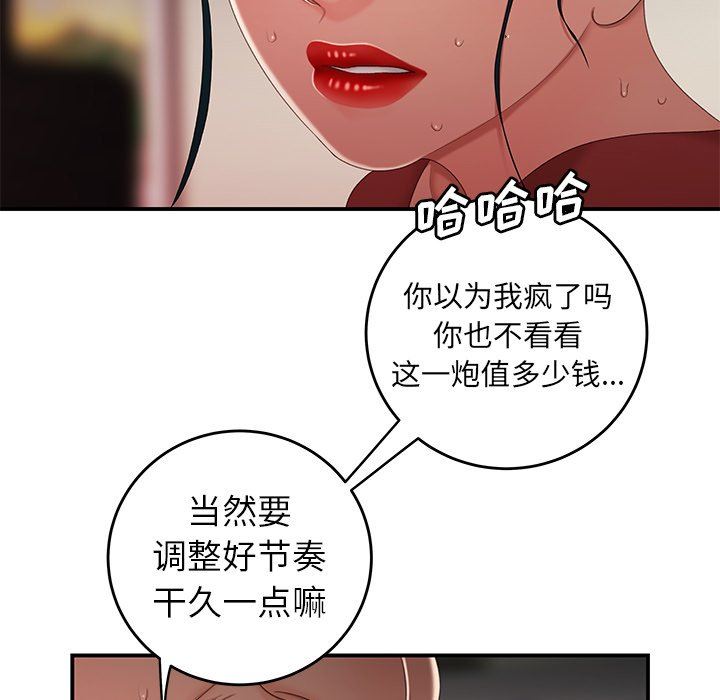 哈哈哈
你以为我疯了吗
你也不看看
这一炮值多少钱...
当然要
调整好节奏
干久一点嘛